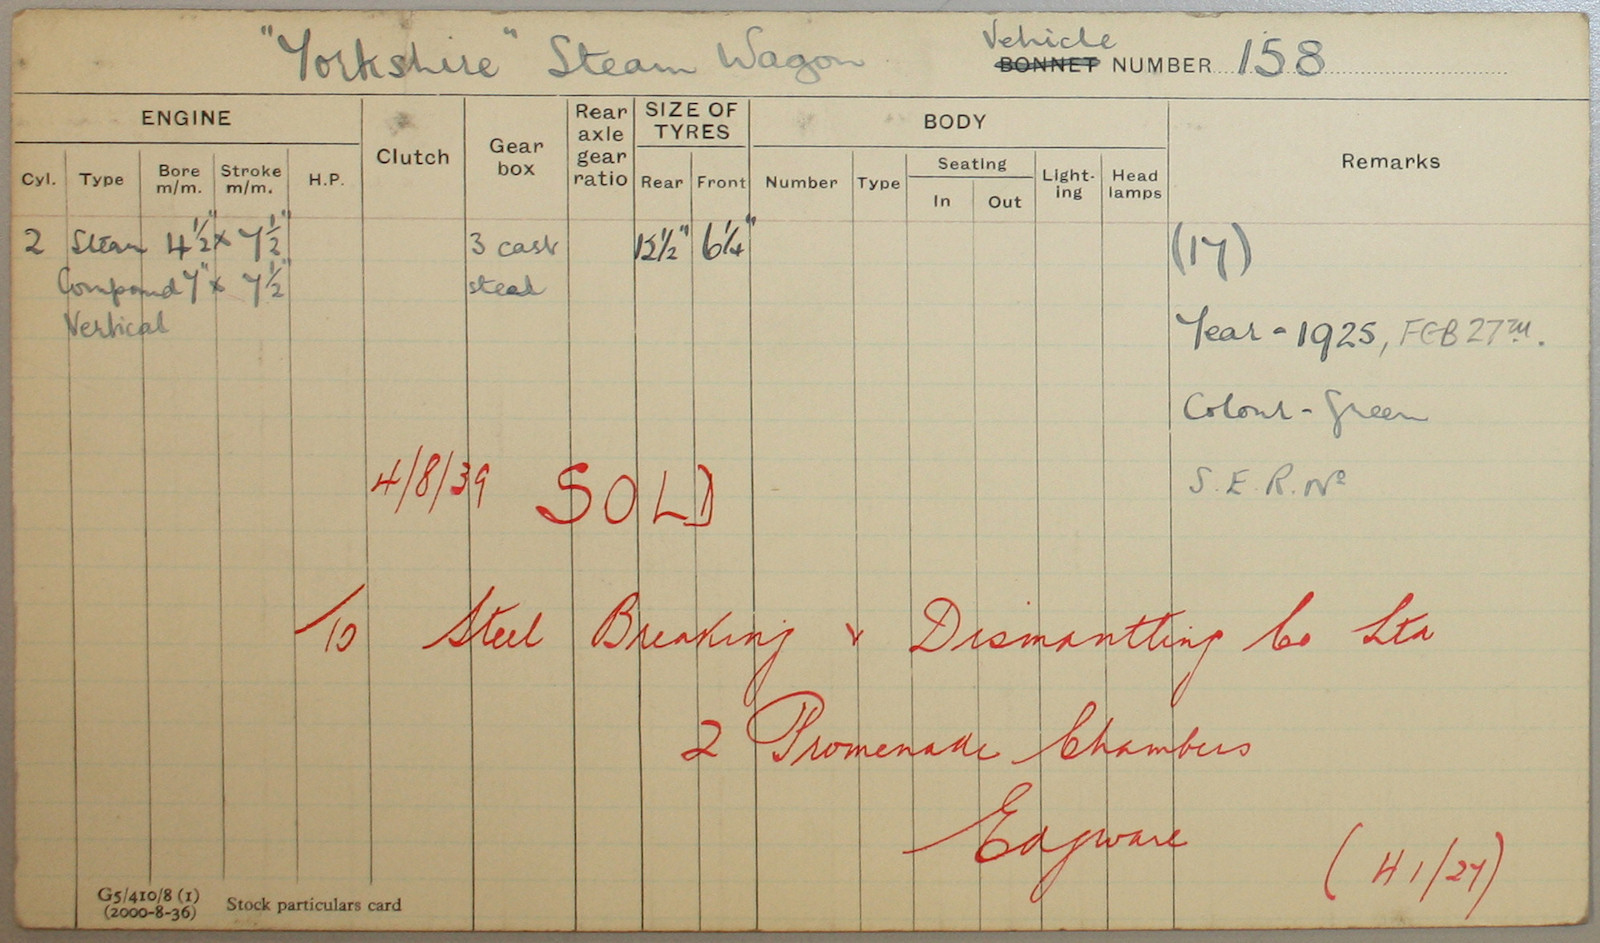 "Yorkshire" Steam Wagon Vehicle BONNET NUMBER 158
ENGINE Clutch Gear box Rear axle gear ratio SIZE OF TYRES BODY Remarks
Cyl. Type Bore m/m. Stroke m/m. H.P. Rear Front Number Type Seating In Out Light-ing Head lamps
2 Steam 4½" x 7½" 3 cast 12½" 6¼" (17)
Compound 7" x 7½" steel
Vertical Year - 1925, FEB 27TH.
Colour - Green
4/8/39 SOLD S.E.R. Nº
To Steel Breaking & Dismantling Co Ltd
2 Promenade Chambers
Edgware
(H1/27)
G5/410/8 (1)
(2000-8-36) Stock particulars card